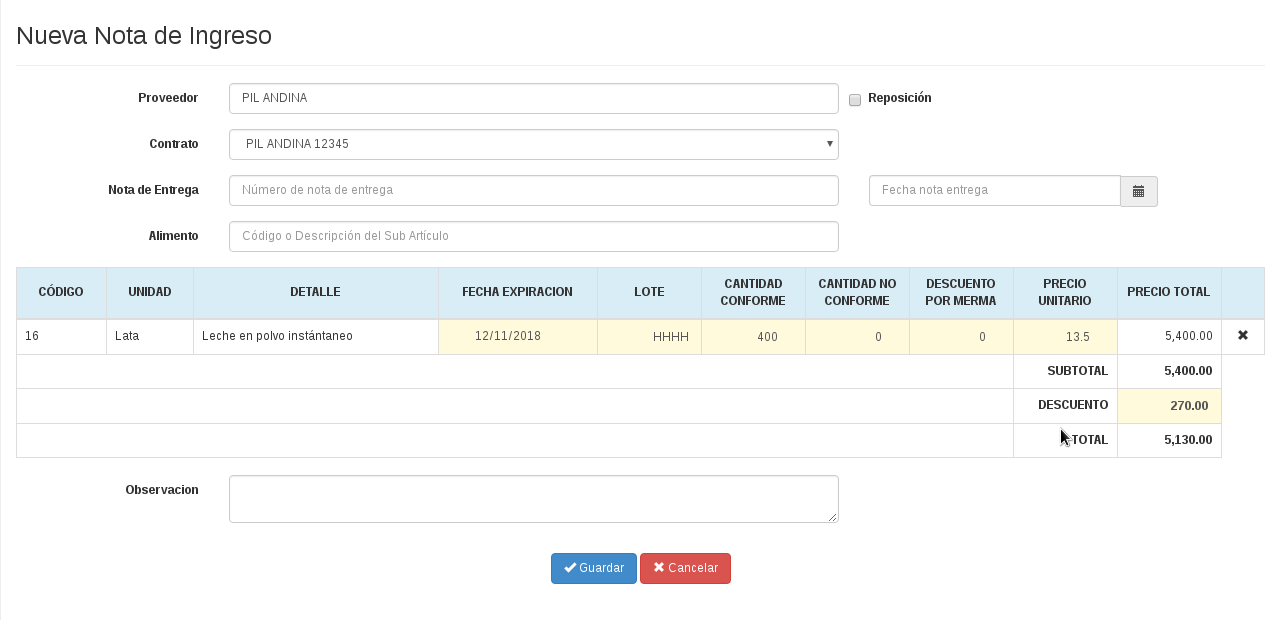 Nueva Nota de Ingreso
Proveedor PIL ANDINA Reposición
Contrato PIL ANDINA 12345
Nota de Entrega Número de nota de entrega Fecha nota entrega
Alimento Código o Descripción del Sub Artículo
CÓDIGO UNIDAD DETALLE FECHA EXPIRACION LOTE CANTIDAD CONFORME CANTIDAD NO CONFORME DESCUENTO POR MERMA PRECIO UNITARIO PRECIO TOTAL
16 Lata Leche en polvo instántaneo 12/11/2018 HHHH 400 0 0 13.5 5,400.00
SUBTOTAL 5,400.00
DESCUENTO 270.00
TOTAL 5,130.00
Observacion
Guardar Cancelar